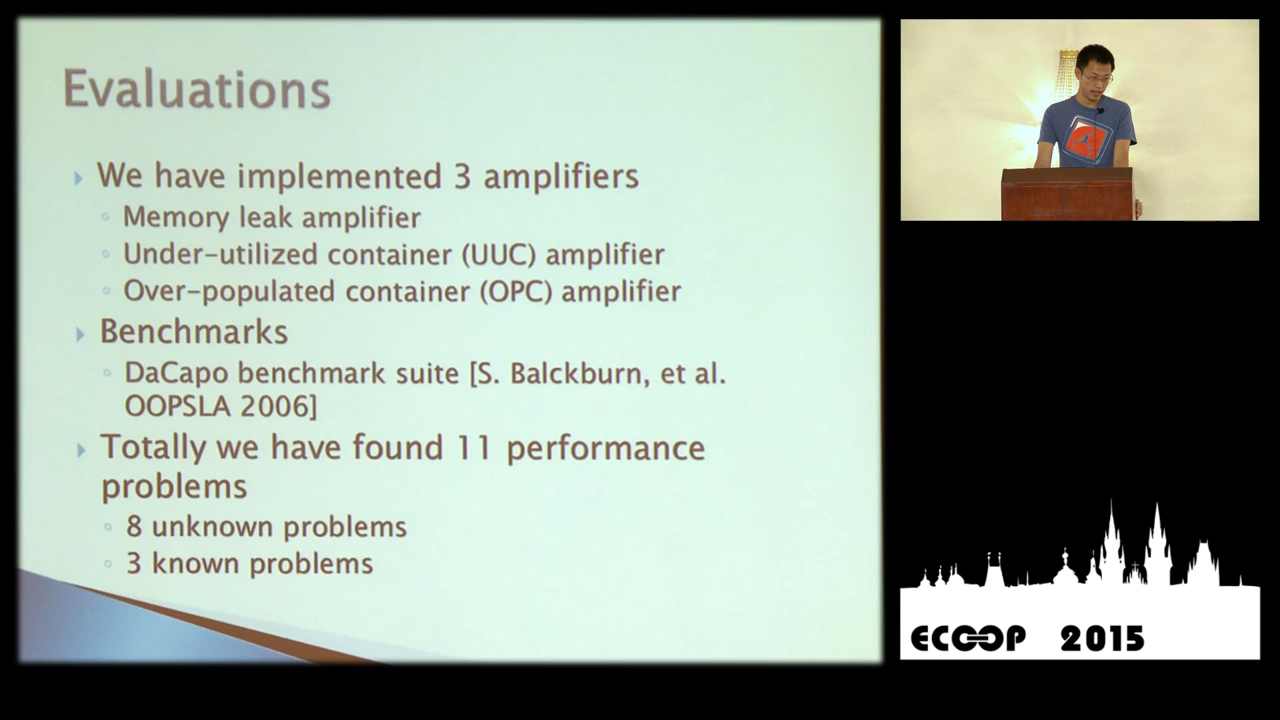 Evaluations
We have implemented 3 amplifiers
Memory leak amplifier
Under-utilized container (UUC) amplifier
Over-populated container (OPC) amplifier
Benchmarks
DaCapo benchmark suite [S. Balckburn, et al.
OOPSLA 2006]
Totally we have found 11 performance
problems
8 unknown problems
3 known problems
ECOOP 2015